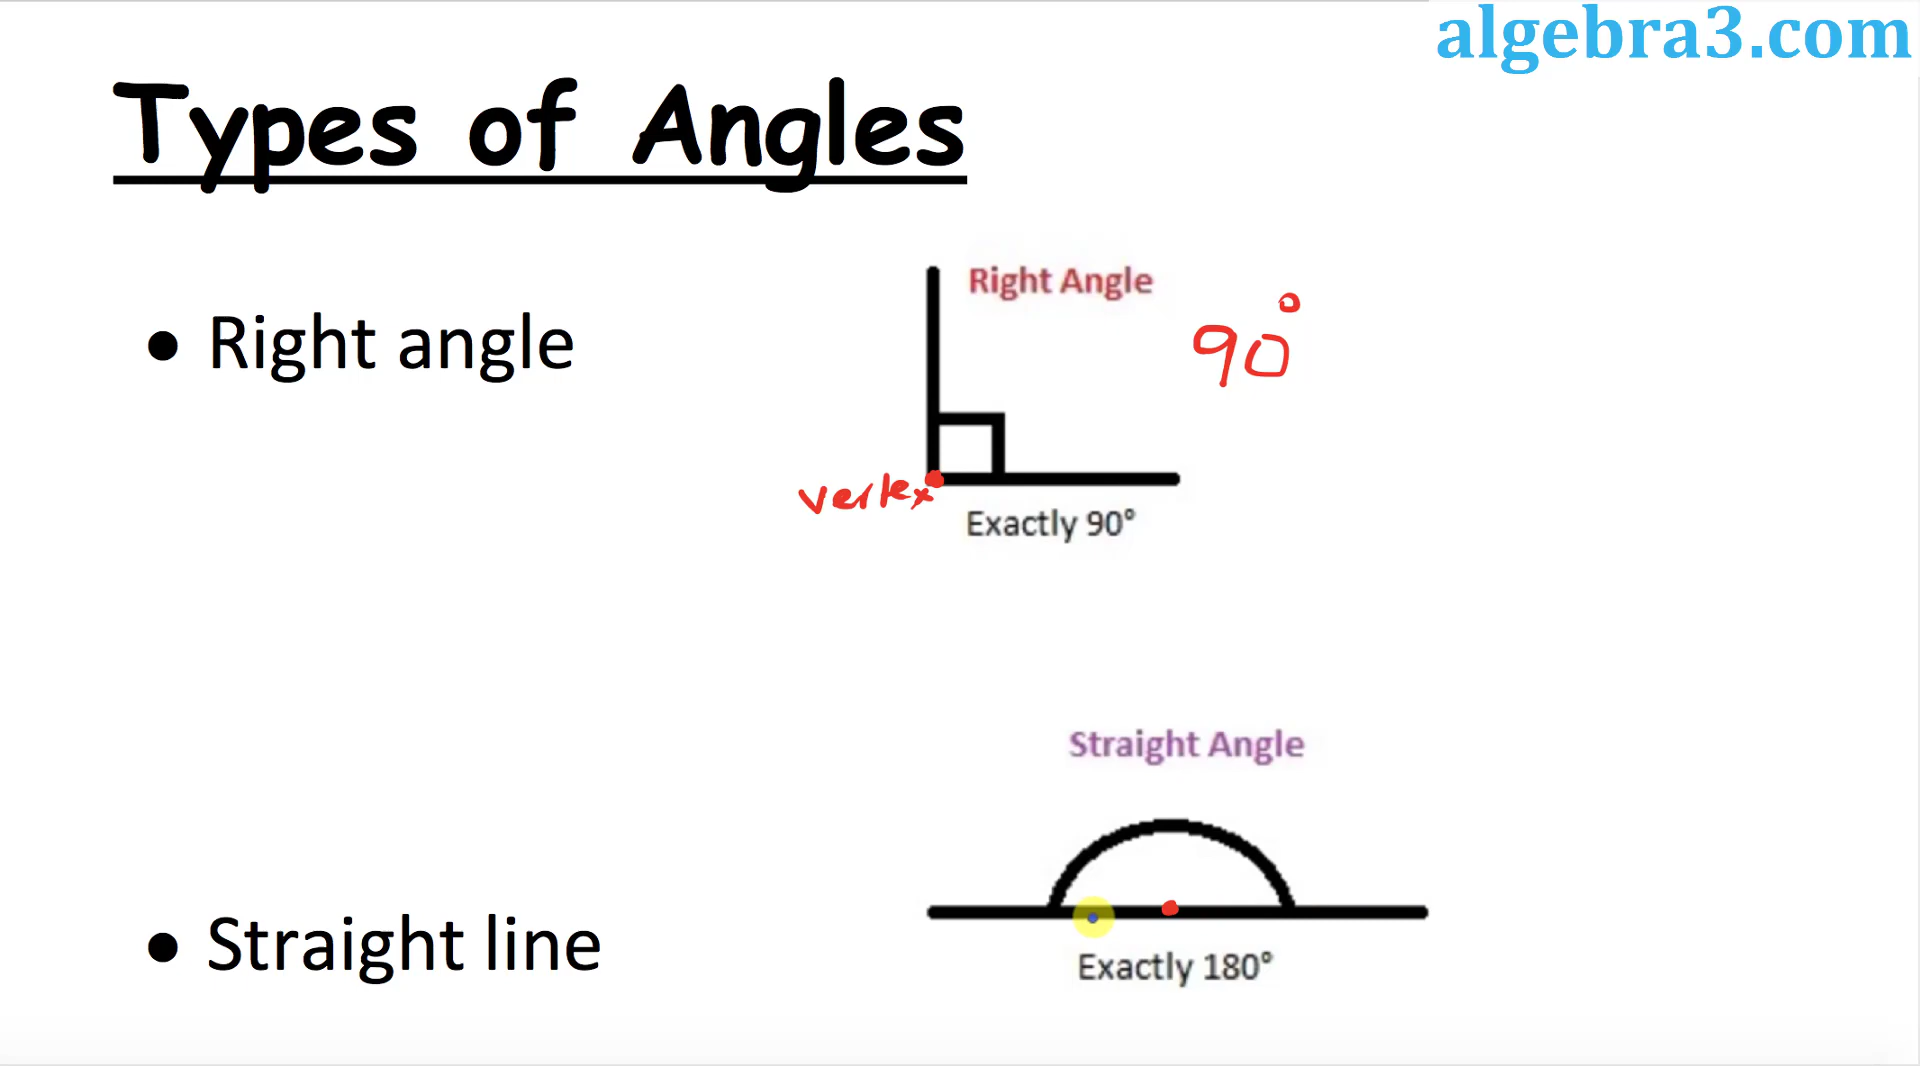 algebra3.com
Types of Angles
Right Angle
90°
• Right angle
vertex
Exactly 90°
Straight Angle
• Straight line
Exactly 180°